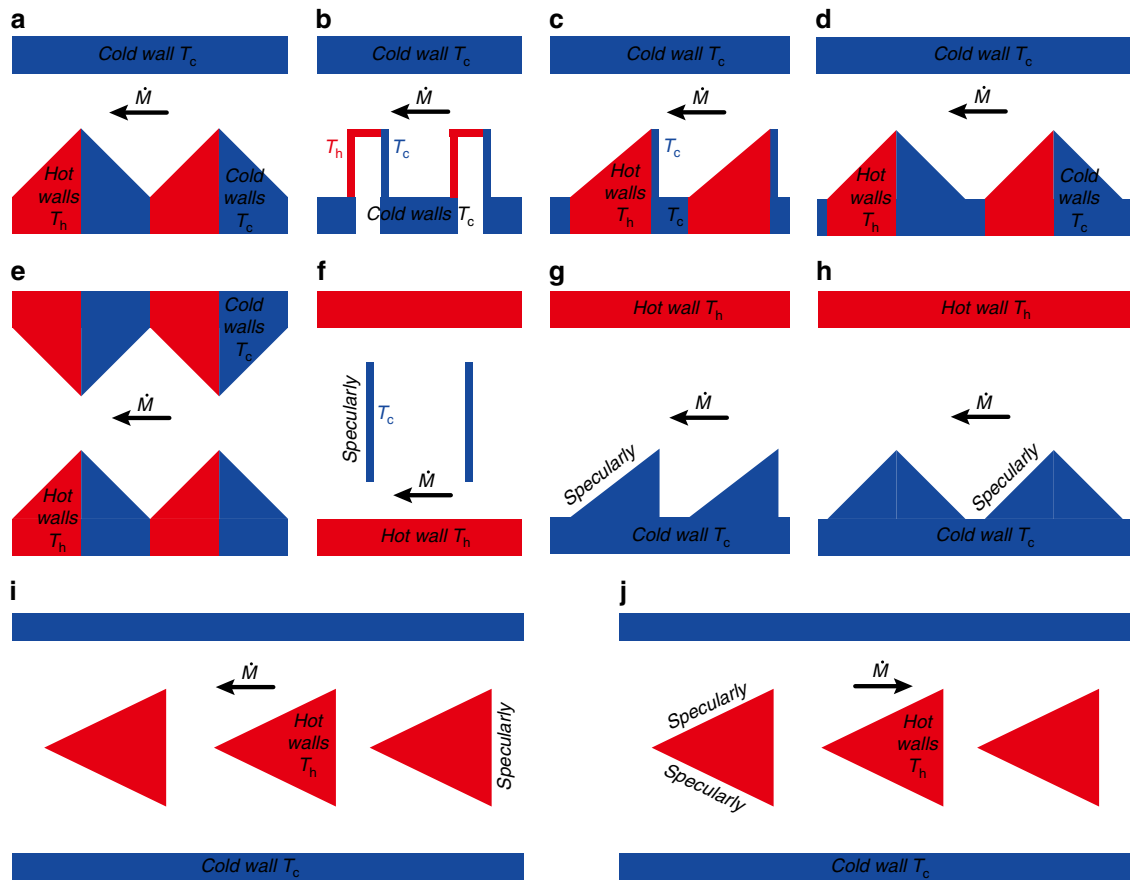 a
Cold wall Tc
Ṁ
Hot
walls
Th
Cold
walls
Tc
b
Cold wall Tc
Ṁ
Th
Tc
Cold walls Tc
c
Cold wall Tc
Ṁ
Tc
Hot
walls
Th
Tc
d
Cold wall Tc
Ṁ
Hot
walls
Th
Cold
walls
Tc
e
Cold
walls
Tc
Ṁ
Hot
walls
Th
f
Specularly
Tc
Ṁ
Hot wall Th
g
Hot wall Th
Ṁ
Specularly
Cold wall Tc
h
Hot wall Th
Ṁ
Specularly
Cold wall Tc
i
Ṁ
Hot
walls
Th
Specularly
Cold wall Tc
j
Specularly
Ṁ
Hot
walls
Th
Specularly
Cold wall Tc